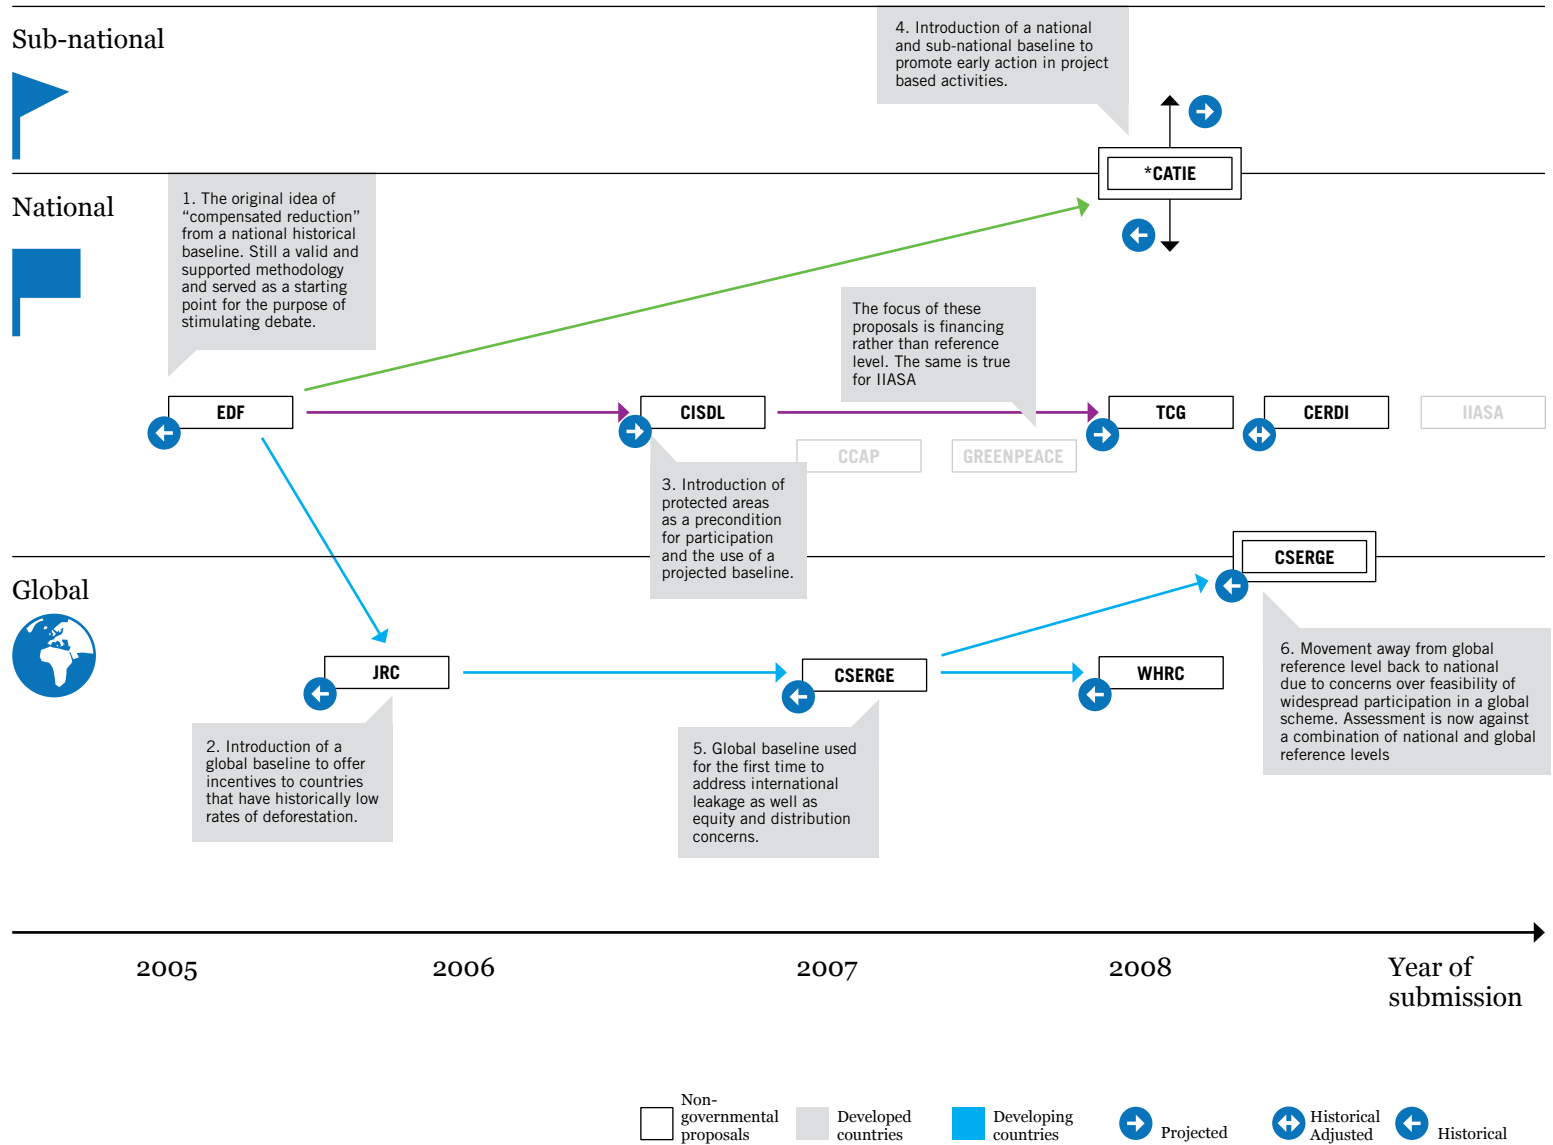 Sub-national
4. Introduction of a national
and sub-national baseline to
promote early action in project
based activities.
*CATIE
National
1. The original idea of
“compensated reduction”
from a national historical
baseline. Still a valid and
supported methodology
and served as a starting
point for the purpose of
stimulating debate.
The focus of these
proposals is financing
rather than reference
level. The same is true
for IIASA
EDF
CISDL
TCG
CERDI
IIASA
CCAP
GREENPEACE
3. Introduction of
protected areas
as a precondition
for participation
and the use of a
projected baseline.
CSERGE
Global
JRC
CSERGE
WHRC
6. Movement away from global
reference level back to national
due to concerns over feasibility of
widespread participation in a global
scheme. Assessment is now against
a combination of national and global
reference levels
2. Introduction of a
global baseline to offer
incentives to countries
that have historically low
rates of deforestation.
5. Global baseline used
for the first time to
address international
leakage as well as
equity and distribution
concerns.
2005
2006
2007
2008
Year of
submission
Non-
governmental
proposals
Developed
countries
Developing
countries
Projected
Historical
Adjusted
Historical